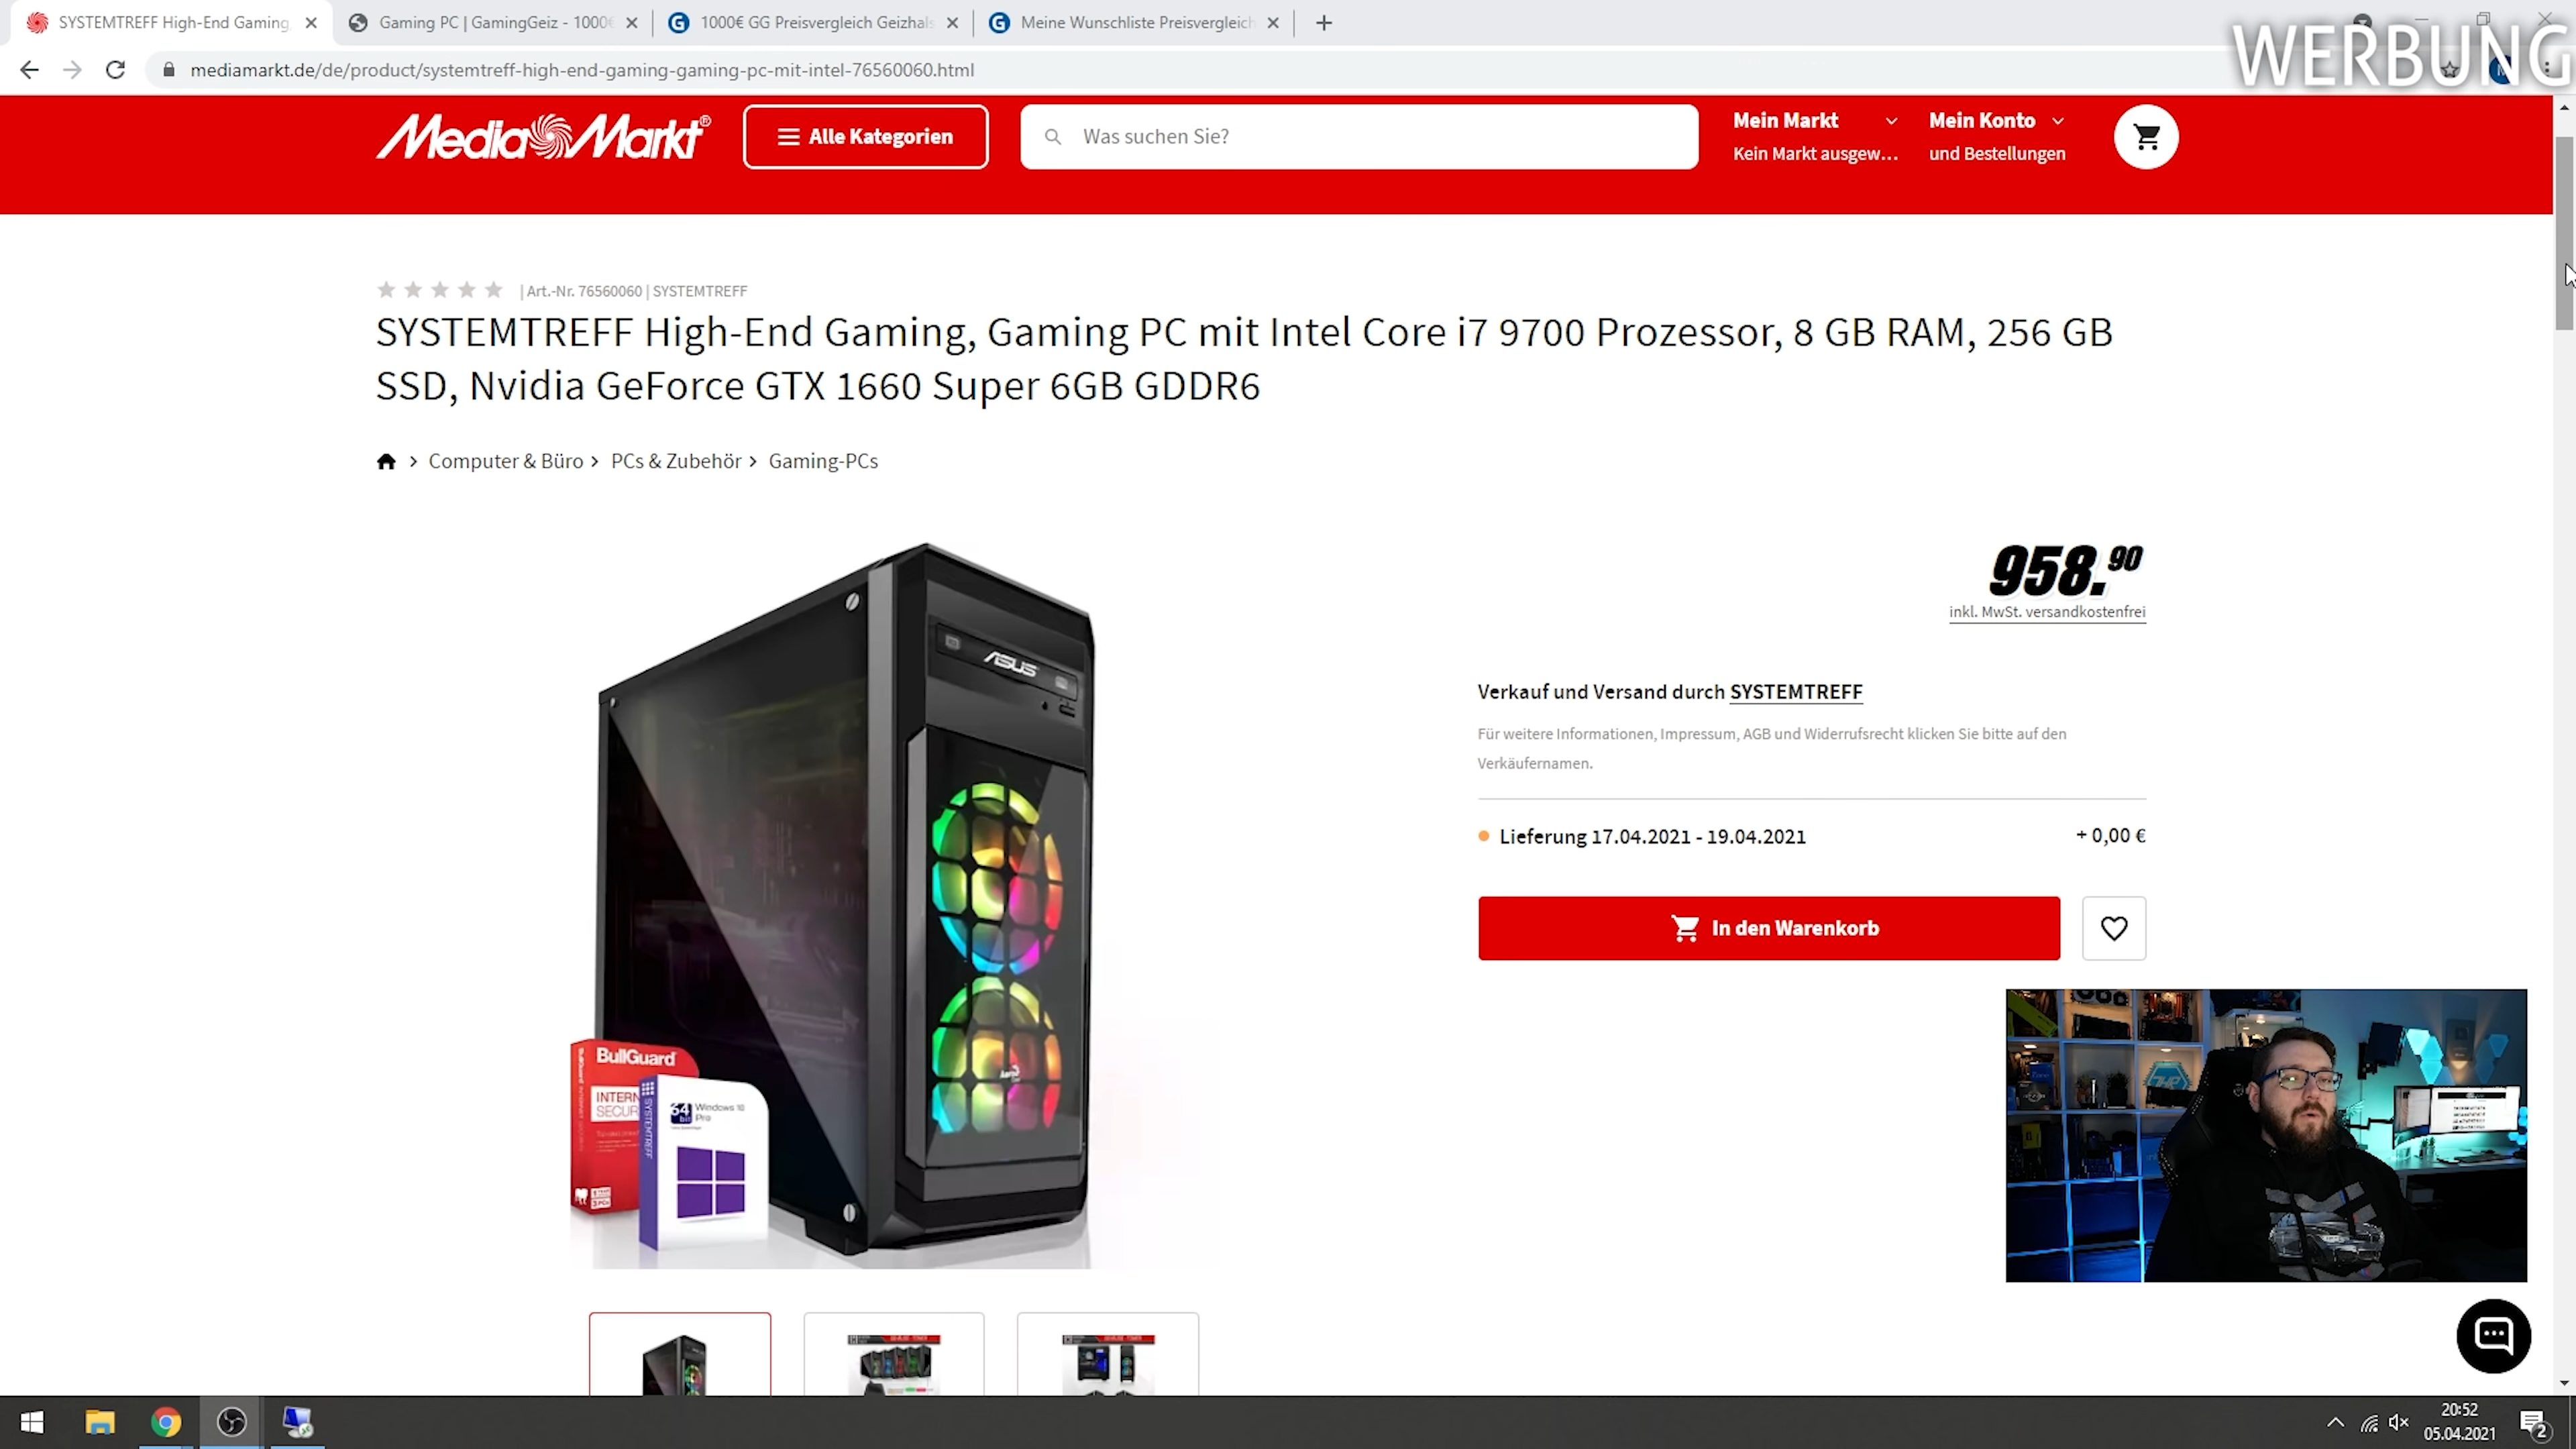 SYSTEMTREFF High-End Gaming,
Gaming PC | GamingGeiz - 1000€
1000€ GG Preisvergleich Geizhals
Meine Wunschliste Preisvergleich
WERBUNG
mediamarkt.de/de/product/systemtreff-high-end-gaming-gaming-pc-mit-intel-76560060.html
MediaMarkt®
Alle Kategorien
Was suchen Sie?
Mein Markt
Kein Markt ausgew...
Mein Konto
und Bestellungen
| Art.-Nr. 76560060 | SYSTEMTREFF
SYSTEMTREFF High-End Gaming, Gaming PC mit Intel Core i7 9700 Prozessor, 8 GB RAM, 256 GB
SSD, Nvidia GeForce GTX 1660 Super 6GB GDDR6
Computer & Büro > PCs & Zubehör > Gaming-PCs
958.90
inkl. MwSt. versandkostenfrei
Verkauf und Versand durch SYSTEMTREFF
Für weitere Informationen, Impressum, AGB und Widerrufsrecht klicken Sie bitte auf den
Verkäufernamen.
Lieferung 17.04.2021 - 19.04.2021
+ 0,00 €
In den Warenkorb
ASUS
BullGuard
INTERN
SECUR
SYSTEMTREFF
64
Windows 10
Pro
20:52
05.04.2021
2